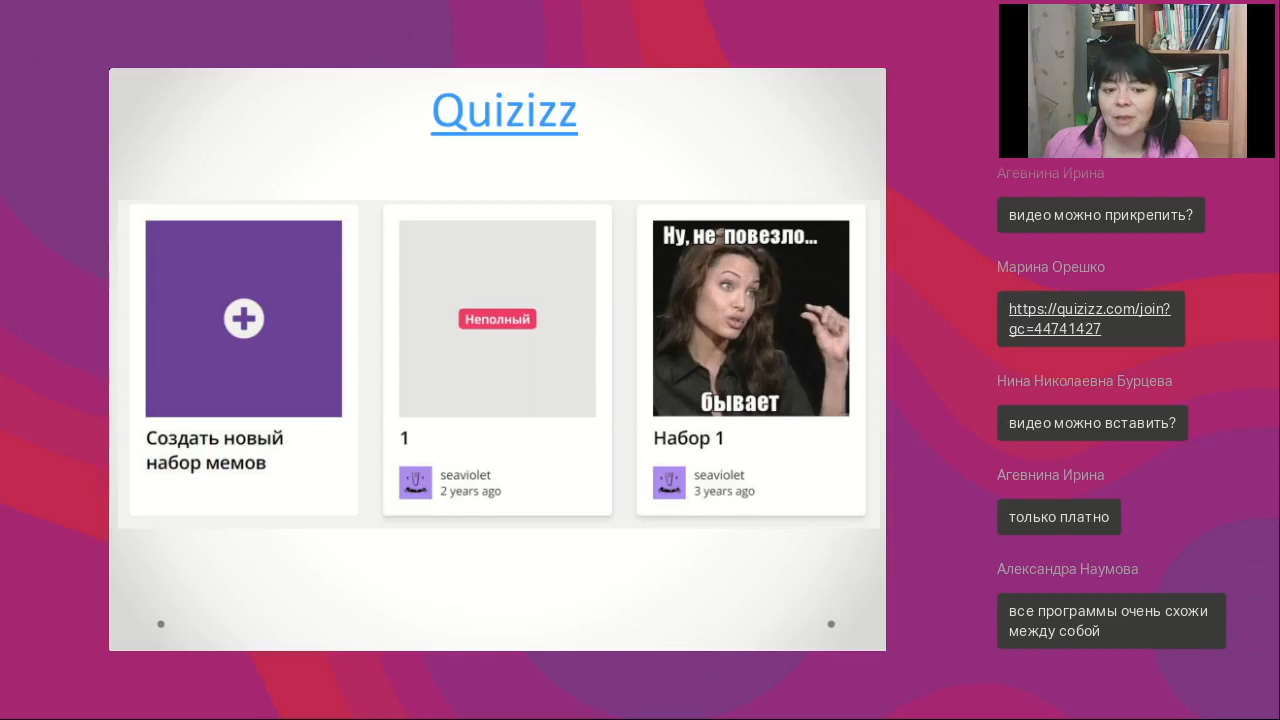 Quizizz
Создать новый
набор мемов
Неполный
1
seaviolet
2 years ago
Ну, не повезло...
бывает
Набор 1
seaviolet
3 years ago
Агевнина Ирина
видео можно прикрепить?
Марина Орешко
https://quizizz.com/join?
gc=44741427
Нина Николаевна Бурцева
видео можно вставить?
Агевнина Ирина
только платно
Александра Наумова
все программы очень схожи
между собой